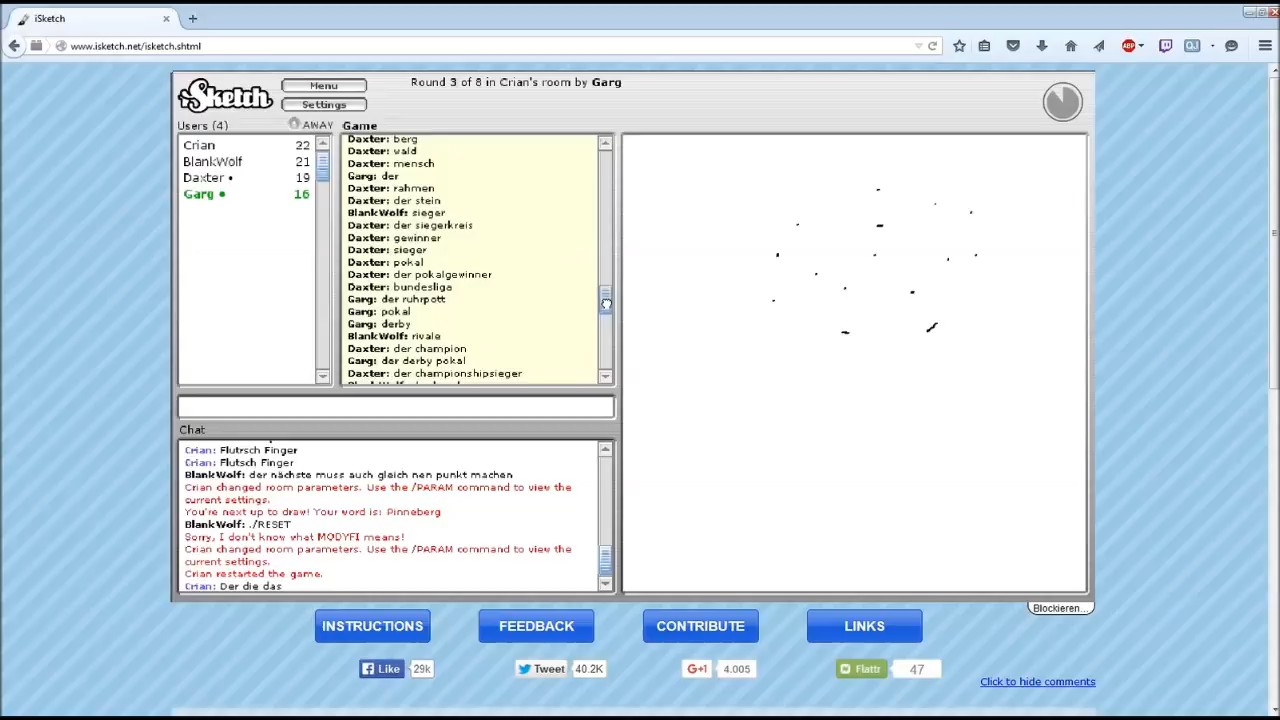 iSketch
www.isketch.net/isketch.shtml
iSketch
Menu
Settings
Round 3 of 8 in Crian's room by Garg
Users (4)
AWAY
Game
Crian 22
BlankWolf 21
Daxter • 19
Garg • 16
Daxter: berg
Daxter: wald
Daxter: mensch
Garg: der
Daxter: rahmen
Daxter: der stein
BlankWolf: sieger
Daxter: der siegerkreis
Daxter: gewinner
Daxter: sieger
Daxter: pokal
Daxter: der pokalgewinner
Daxter: bundesliga
Garg: der ruhrpott
Garg: pokal
Garg: derby
BlankWolf: rivale
Daxter: der champion
Garg: der derby pokal
Daxter: der championshipsieger
Chat
Crian: Flutrsch Finger
Crian: Flutsch Finger
BlankWolf: der nächste muss auch gleich nen punkt machen
Crian changed room parameters. Use the /PARAM command to view the
current settings.
You're next up to draw! Your word is: Pinneberg
BlankWolf: ./RESET
Sorry, I don't know what MODYFI means!
Crian changed room parameters. Use the /PARAM command to view the
current settings.
Crian restarted the game.
Crian: Der die das
Blockieren...
INSTRUCTIONS
FEEDBACK
CONTRIBUTE
LINKS
Like 29k
Tweet 40.2K
G+1 4.005
Flattr 47
Click to hide comments